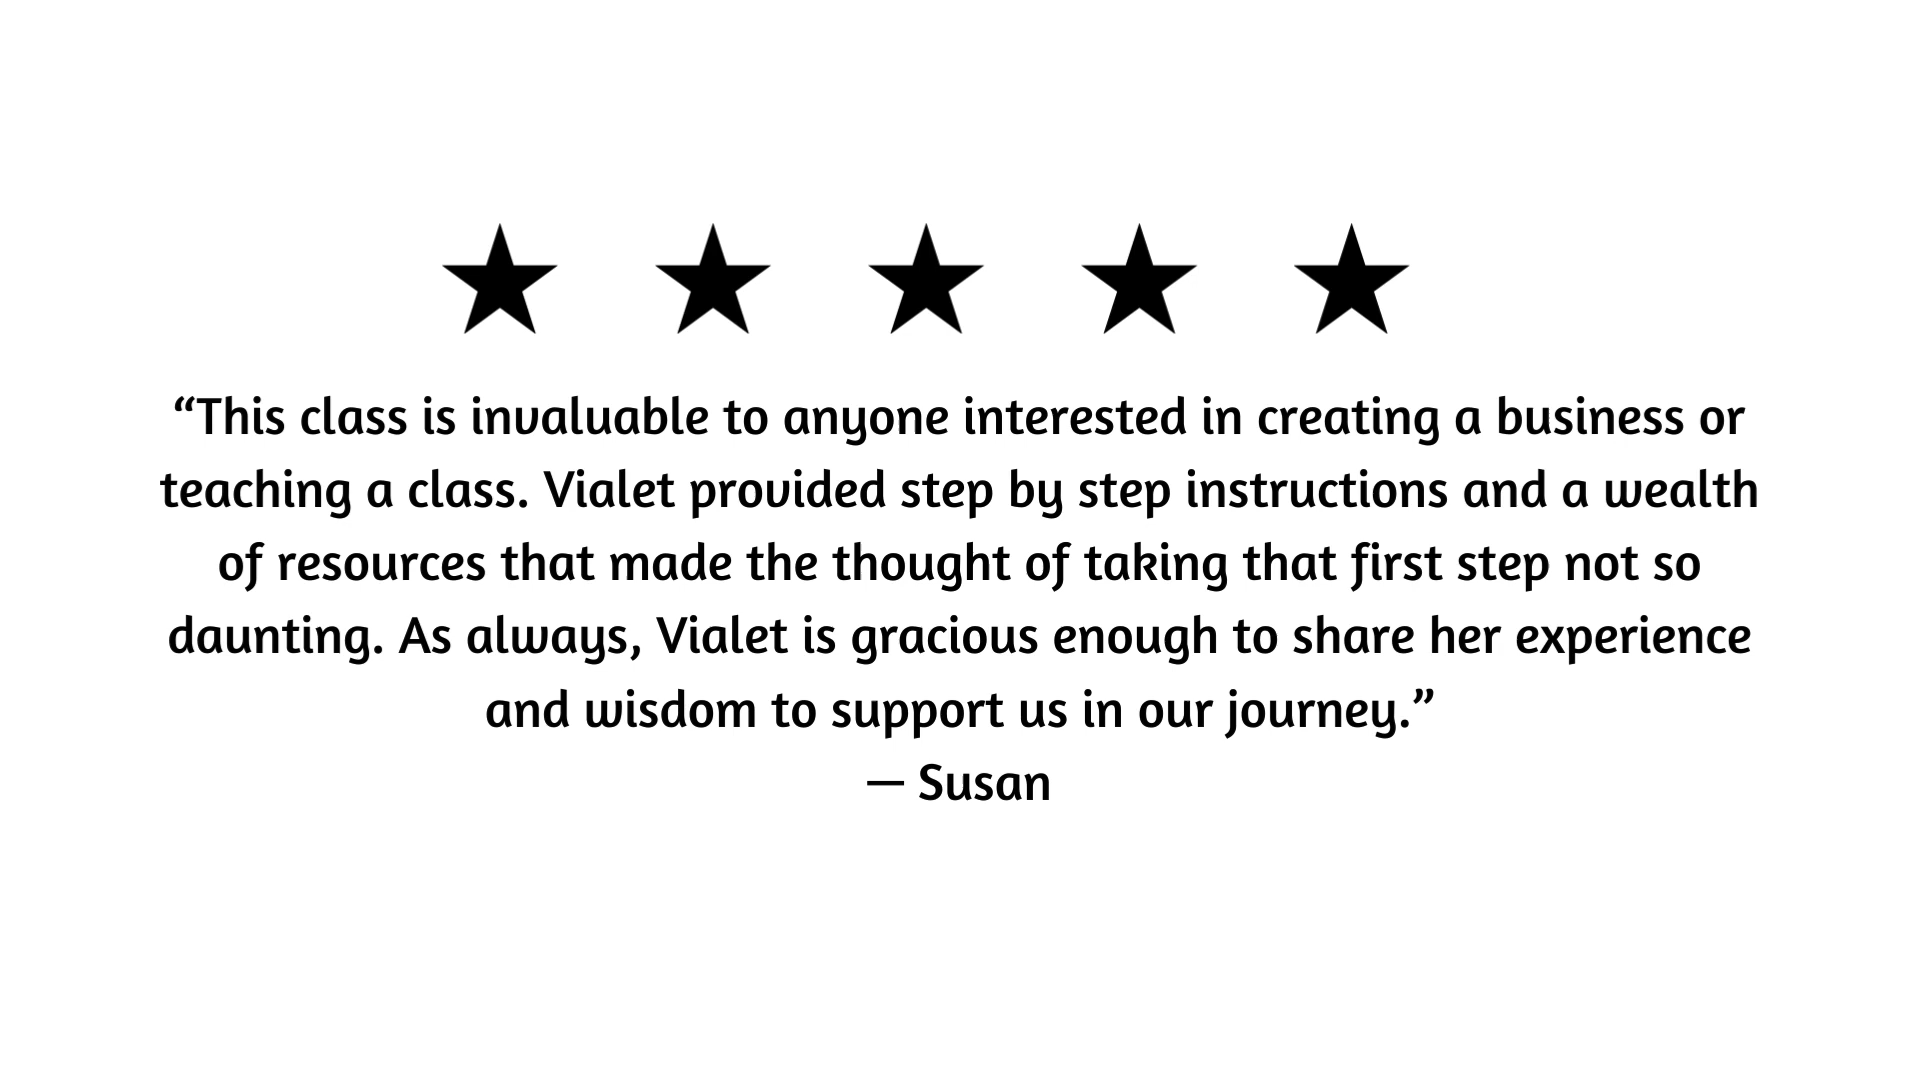 “This class is invaluable to anyone interested in creating a business or
teaching a class. Vialet provided step by step instructions and a wealth
of resources that made the thought of taking that first step not so
daunting. As always, Vialet is gracious enough to share her experience
and wisdom to support us in our journey.”
— Susan